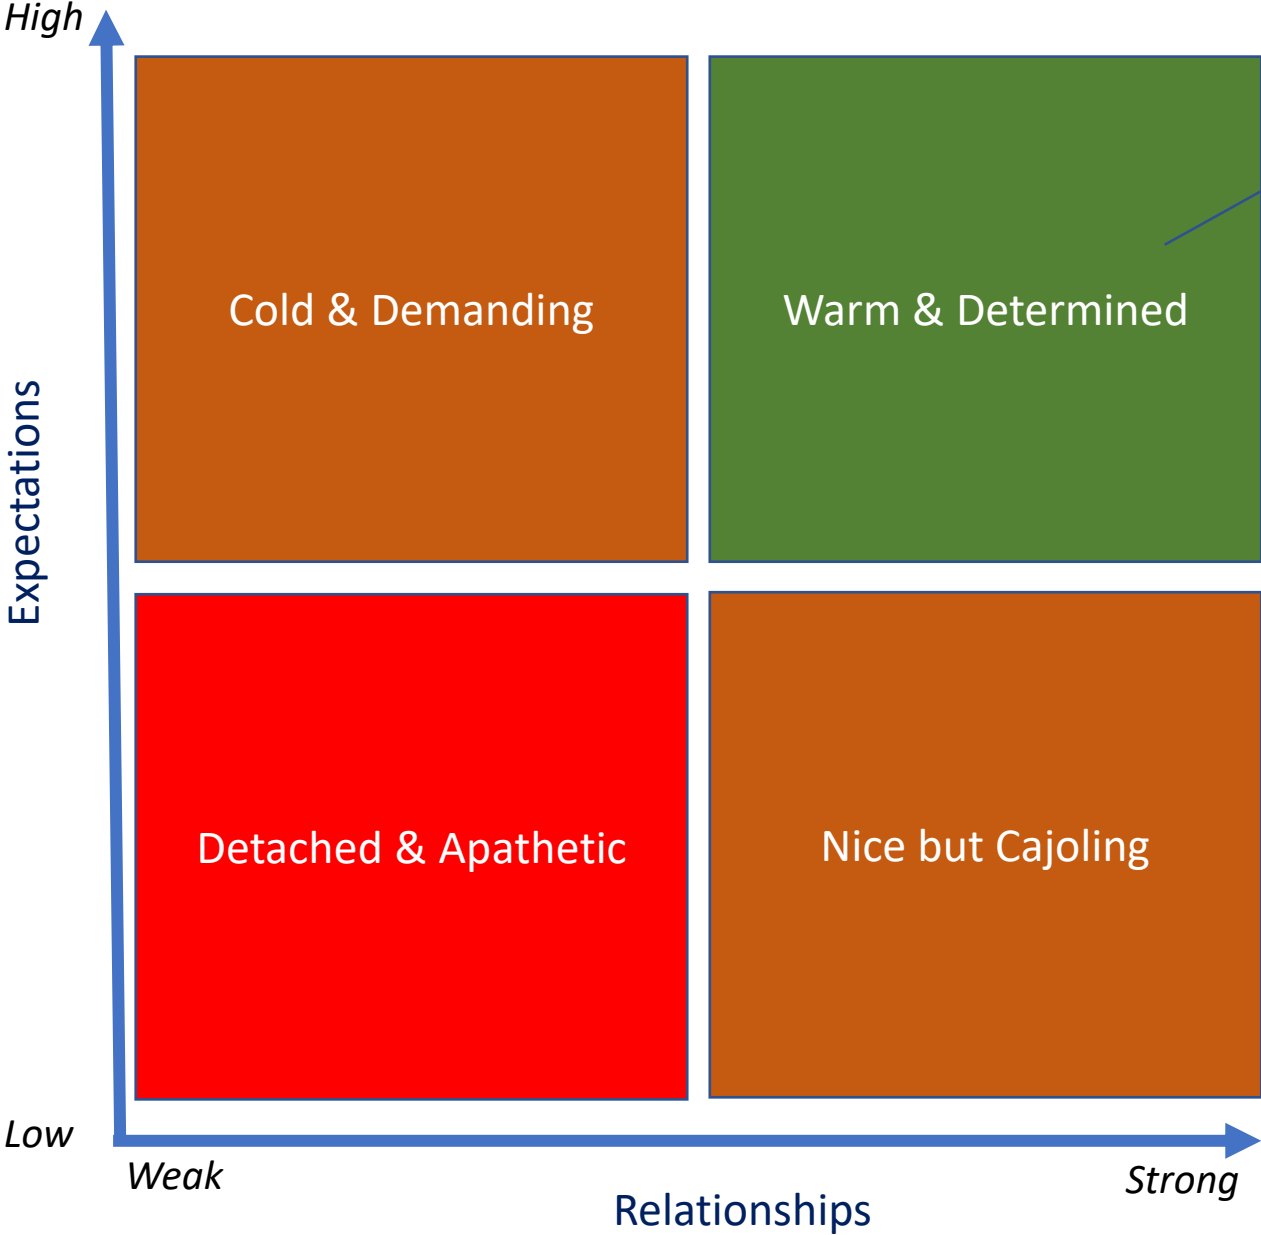 High
Cold & Demanding
Warm & Determined
Expectations
Detached & Apathetic
Nice but Cajoling
Low
Weak
Strong
Relationships